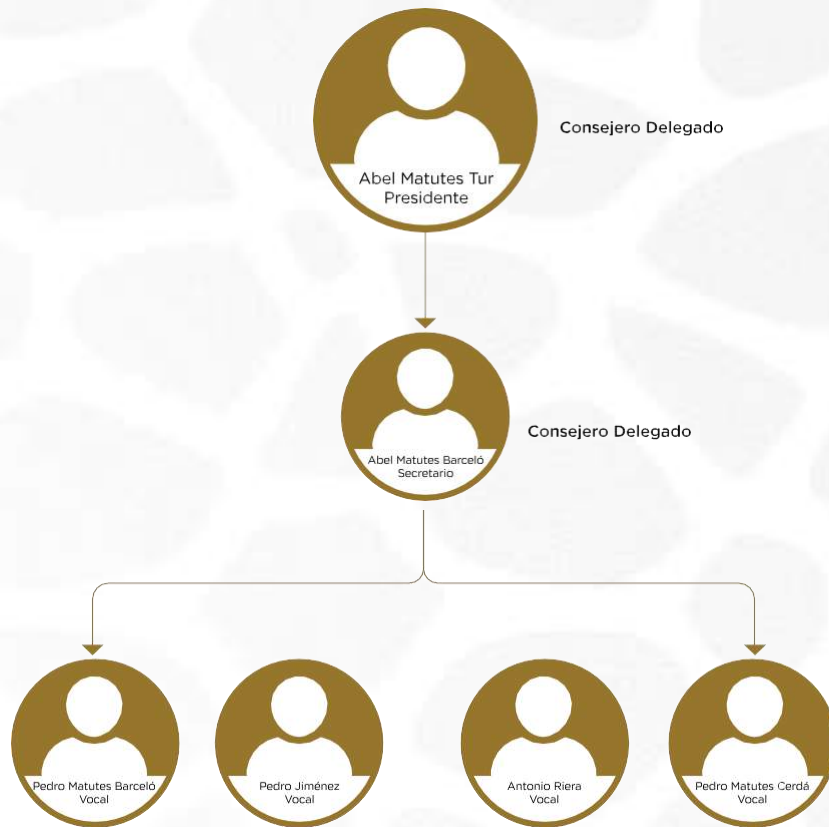 Consejero Delegado
Abel Matutes Tur
Presidente
Consejero Delegado
Abel Matutes Barceló
Secretario
Pedro Matutes Barceló
Vocal
Pedro Jiménez
Vocal
Antonio Riera
Vocal
Pedro Matutes Cerdá
Vocal